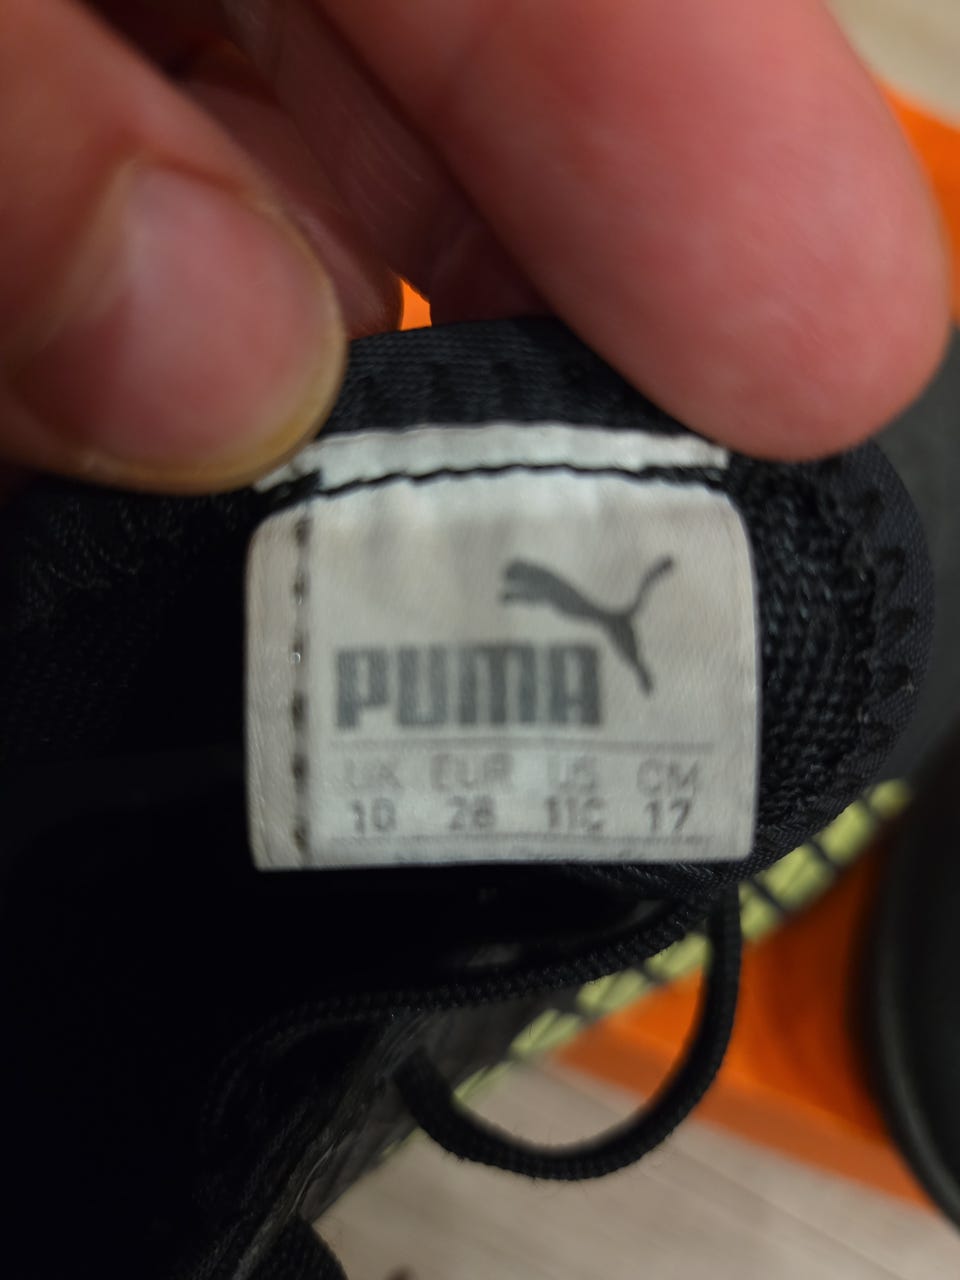 PUMA
UK EUR US CM
10 28 11C 17